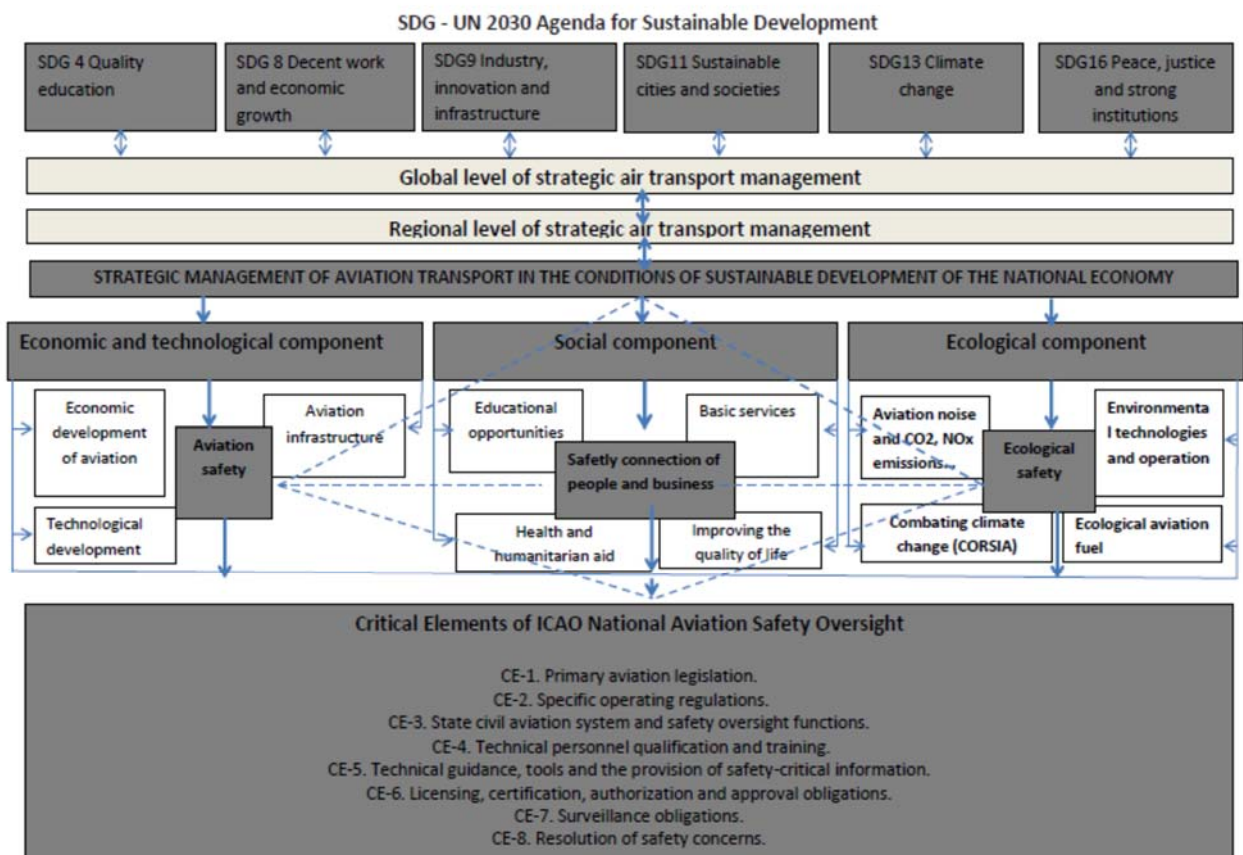 SDG - UN 2030 Agenda for Sustainable Development
SDG 4 Quality
education
SDG 8 Decent work
and economic
growth
SDG9 Industry,
innovation and
infrastructure
SDG11 Sustainable
cities and societies
SDG13 Climate
change
SDG16 Peace, justice
and strong
institutions
Global level of strategic air transport management
Regional level of strategic air transport management
STRATEGIC MANAGEMENT OF AVIATION TRANSPORT IN THE CONDITIONS OF SUSTAINABLE DEVELOPMENT OF THE NATIONAL ECONOMY
Economic and technological component
Economic
development
of aviation
Aviation
infrastructure
Aviation
safety
Technological
development
Social component
Educational
opportunities
Basic services
Safetly connection of
people and business
Health and
humanitarian aid
Improving the
quality of life
Ecological component
Aviation noise
and CO2, NOx
emissions..
Environmenta
l technologies
and operation
Ecological
safety
Combating climate
change (CORSIA)
Ecological aviation
fuel
Critical Elements of ICAO National Aviation Safety Oversight
CE-1. Primary aviation legislation.
CE-2. Specific operating regulations.
CE-3. State civil aviation system and safety oversight functions.
CE-4. Technical personnel qualification and training.
CE-5. Technical guidance, tools and the provision of safety-critical information.
CE-6. Licensing, certification, authorization and approval obligations.
CE-7. Surveillance obligations.
CE-8. Resolution of safety concerns.